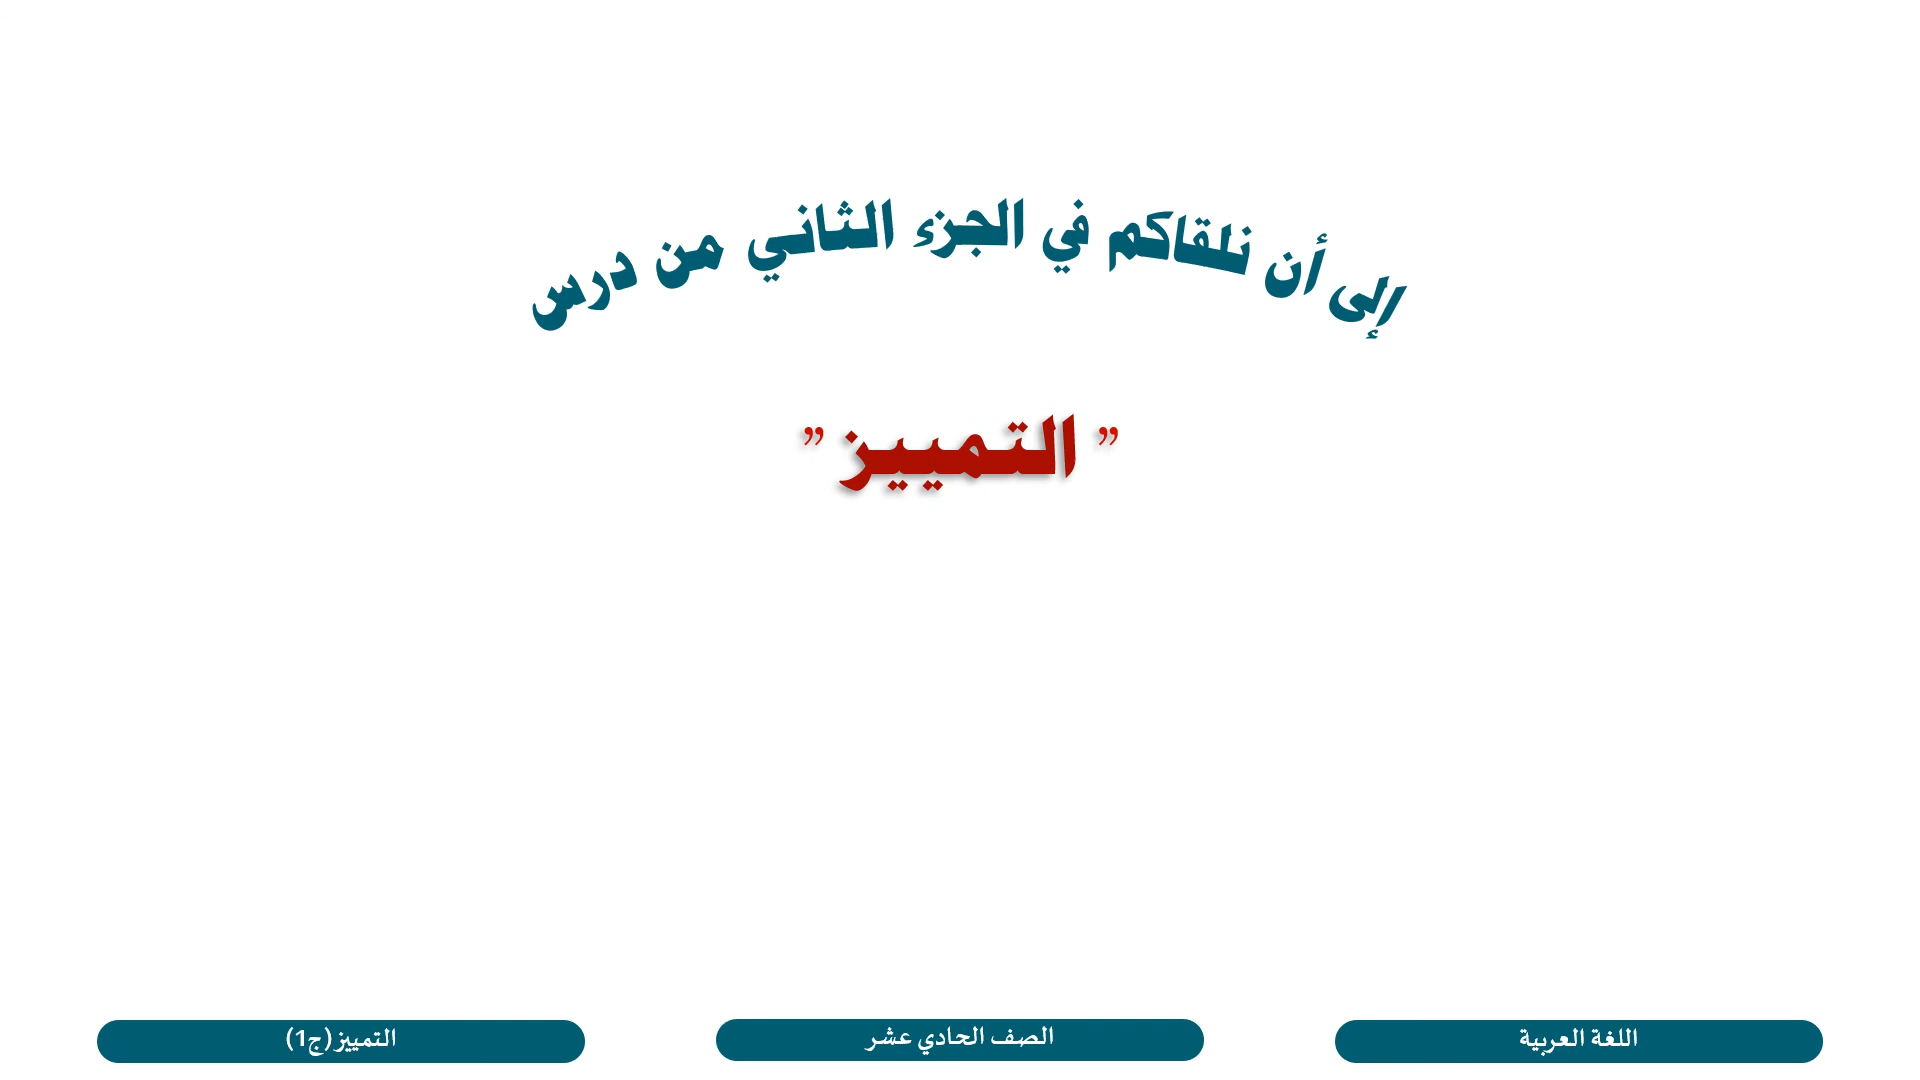 إلى أن نلقاكم في الجزء الثاني من درس
” التمييز ”
اللغة العربية
الصف الحادي عشر
التمييز (ج1)